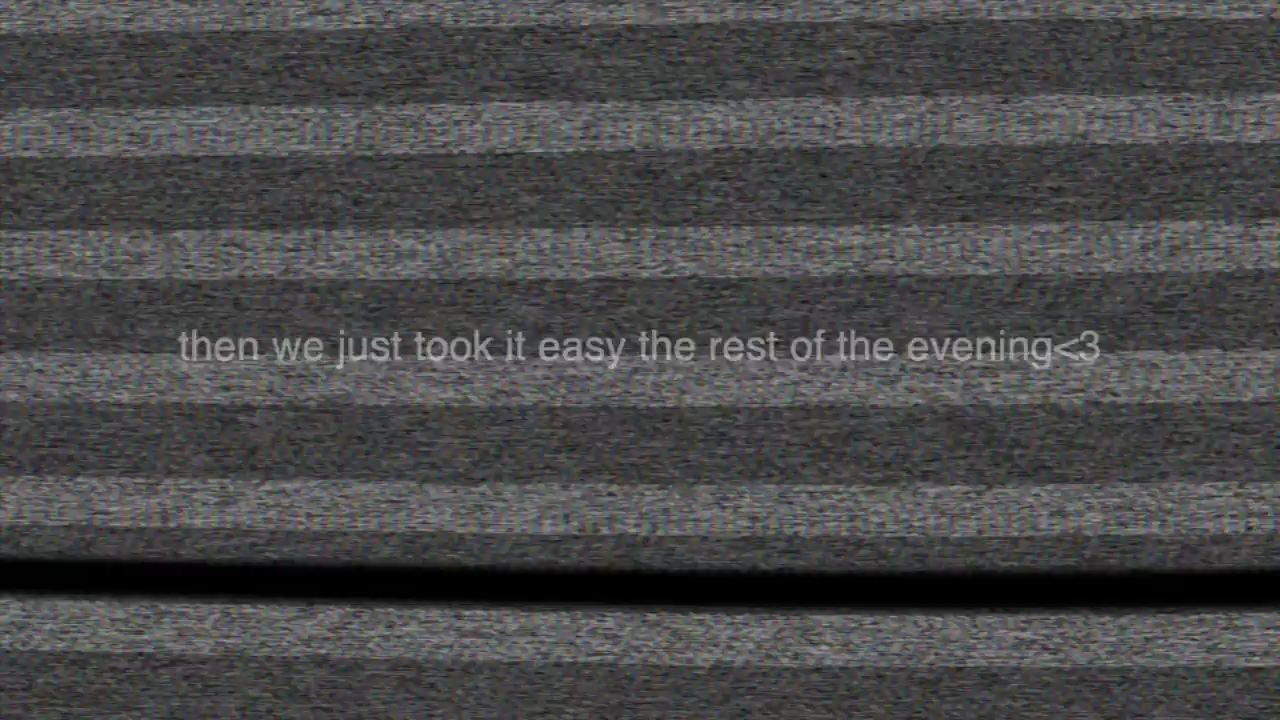 then we just took it easy the rest of the evening<3